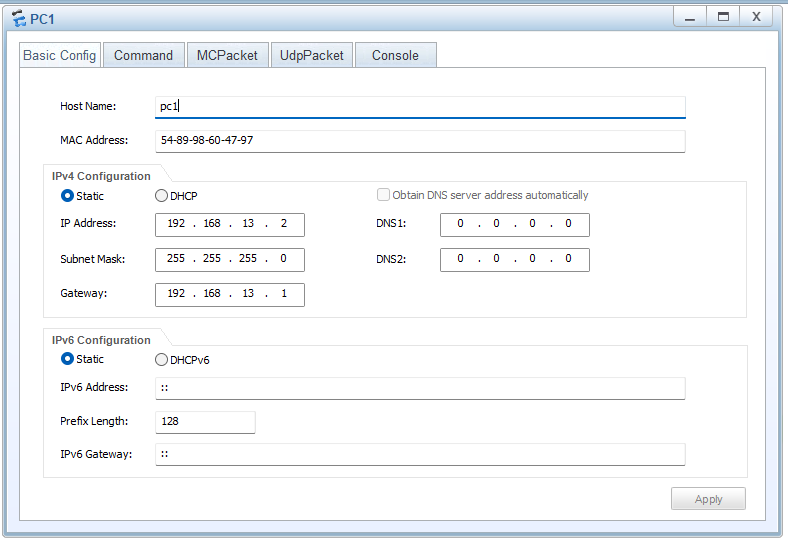 PC1
X
Basic Config Command MCPacket UdpPacket Console
Host Name: pc1
MAC Address: 54-89-98-60-47-97
IPv4 Configuration
Static DHCP Obtain DNS server address automatically
IP Address: 192 . 168 . 13 . 2 DNS1: 0 . 0 . 0 . 0
Subnet Mask: 255 . 255 . 255 . 0 DNS2: 0 . 0 . 0 . 0
Gateway: 192 . 168 . 13 . 1
IPv6 Configuration
Static DHCPv6
IPv6 Address: ::
Prefix Length: 128
IPv6 Gateway: ::
Apply